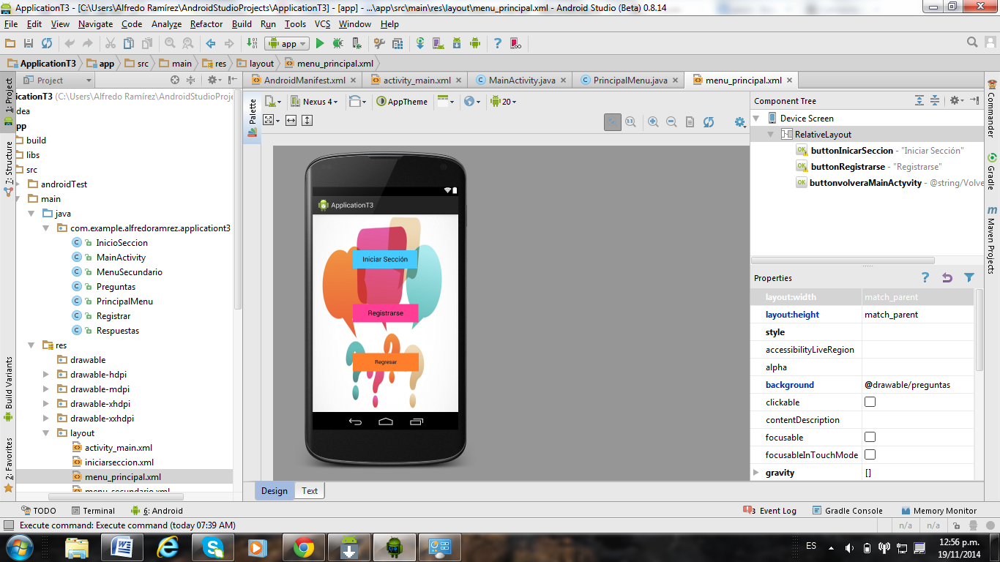 ApplicationT3 - [C:\Users\Alfredo Ramírez\AndroidStudioProjects\ApplicationT3] - [app] - ...\app\src\main\res\layout\menu_principal.xml - Android Studio (Beta) 0.8.14
File Edit View Navigate Code Analyze Refactor Build Run Tools VCS Window Help
app
ApplicationT3 app src main res layout menu_principal.xml
Project
AndroidManifest.xml activity_main.xml MainActivity.java PrincipalMenu.java menu_principal.xml
1: Project
7: Structure
Build Variants
2: Favorites
icationT3 (C:\Users\Alfredo Ramírez\AndroidStudioProje
dea
pp
build
libs
src
androidTest
main
java
com.example.alfredoramrez.applicationt3
InicioSeccion
MainActivity
MenuSecundario
Preguntas
PrincipalMenu
Registrar
Respuestas
res
drawable
drawable-hdpi
drawable-mdpi
drawable-xhdpi
drawable-xxhdpi
layout
activity_main.xml
iniciarseccion.xml
menu_principal.xml
menu_secundario.xml
Palette
Nexus 4 AppTheme 20
ApplicationT3
Iniciar Sección
Registrarse
Regresar
Design Text
Component Tree
Device Screen
RelativeLayout
buttonInicarSeccion - "Iniciar Sección"
buttonRegistrarse - "Registrarse"
buttonvolveraMainActyvity - @string/Volve
Properties
layout:width match_parent
layout:height match_parent
style
accessibilityLiveRegion
alpha
background @drawable/preguntas
clickable
contentDescription
focusable
focusableInTouchMode
gravity []
Commander
Gradle
Maven Projects
TODO Terminal 6: Android 3 Event Log Gradle Console Memory Monitor
Execute command: Execute command (today 07:39 AM) n/a n/a
ES 12:56 p.m.
19/11/2014